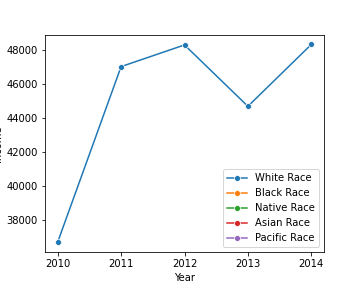 48000
46000
44000
42000
40000
38000
2010
2011
2012
2013
2014
Year
White Race
Black Race
Native Race
Asian Race
Pacific Race